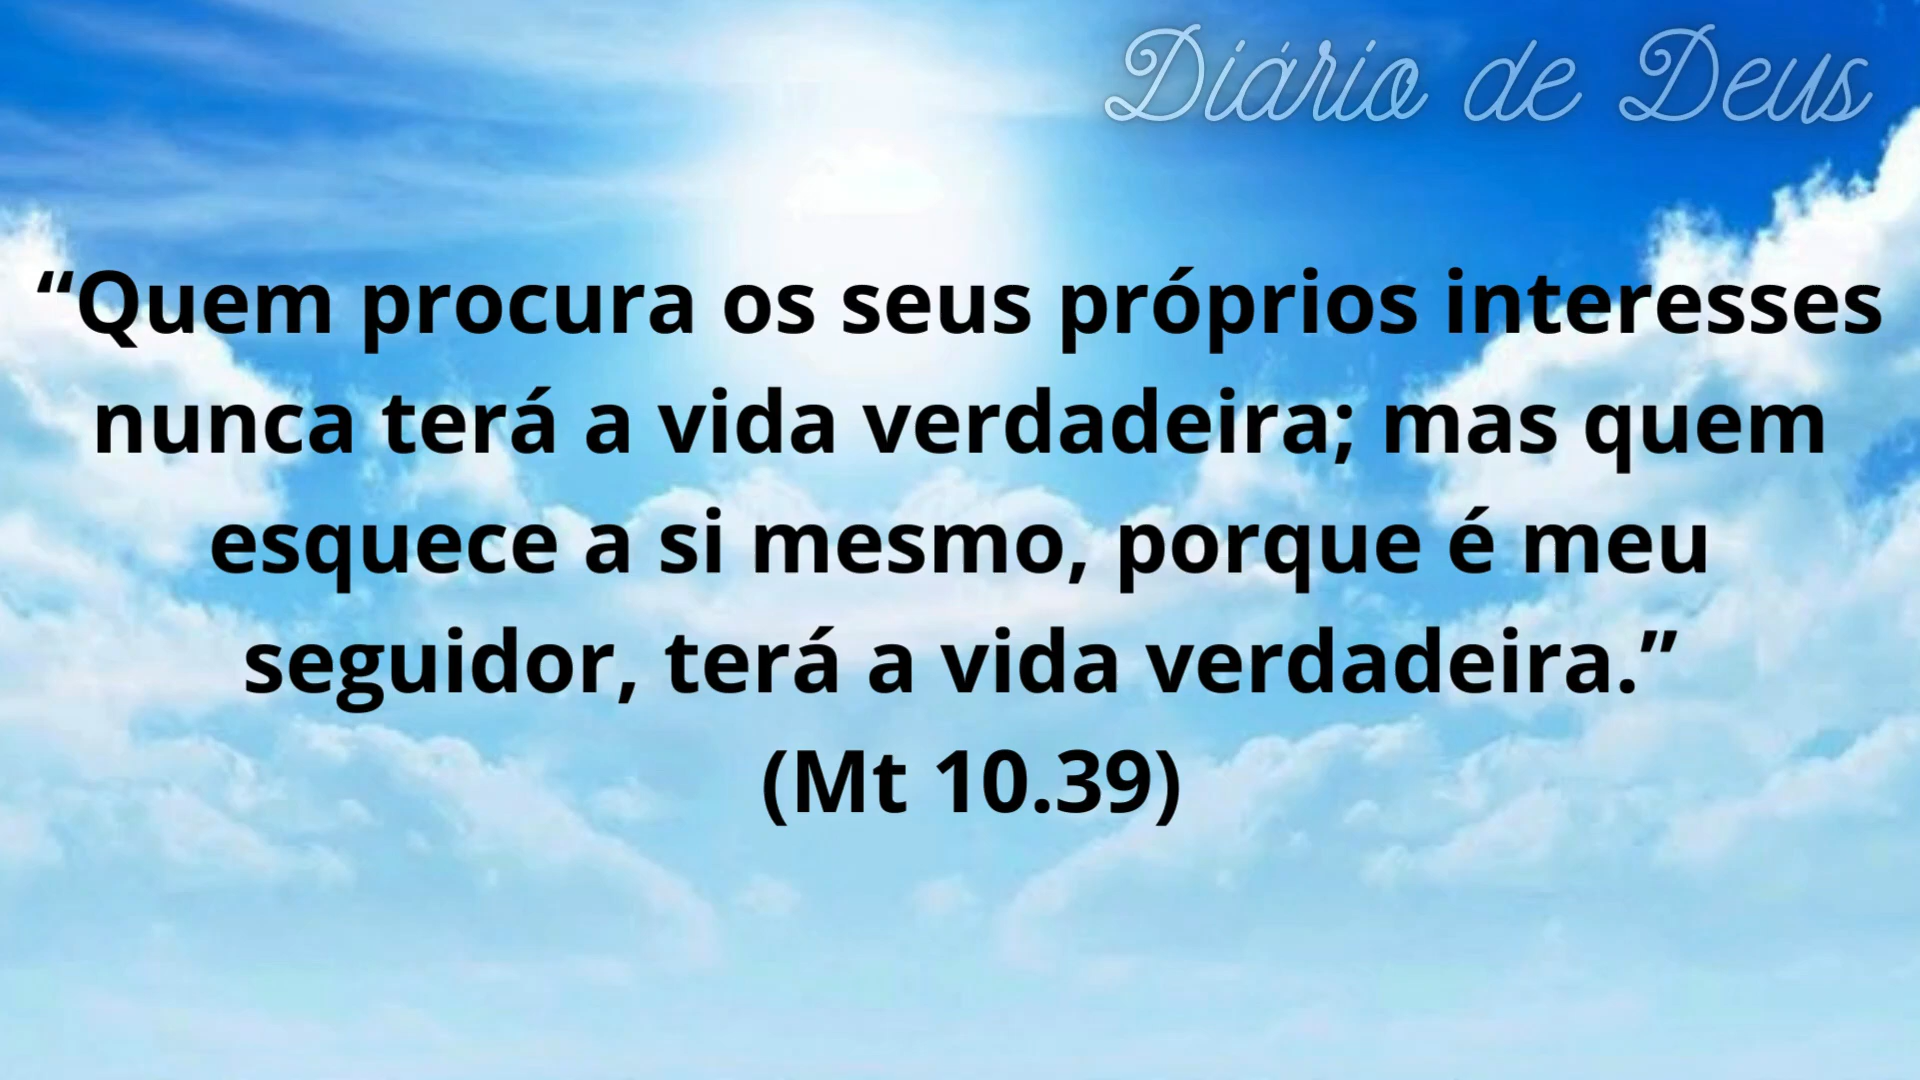 Diário de Deus
“Quem procura os seus próprios interesses
nunca terá a vida verdadeira; mas quem
esquece a si mesmo, porque é meu
seguidor, terá a vida verdadeira.”
(Mt 10.39)